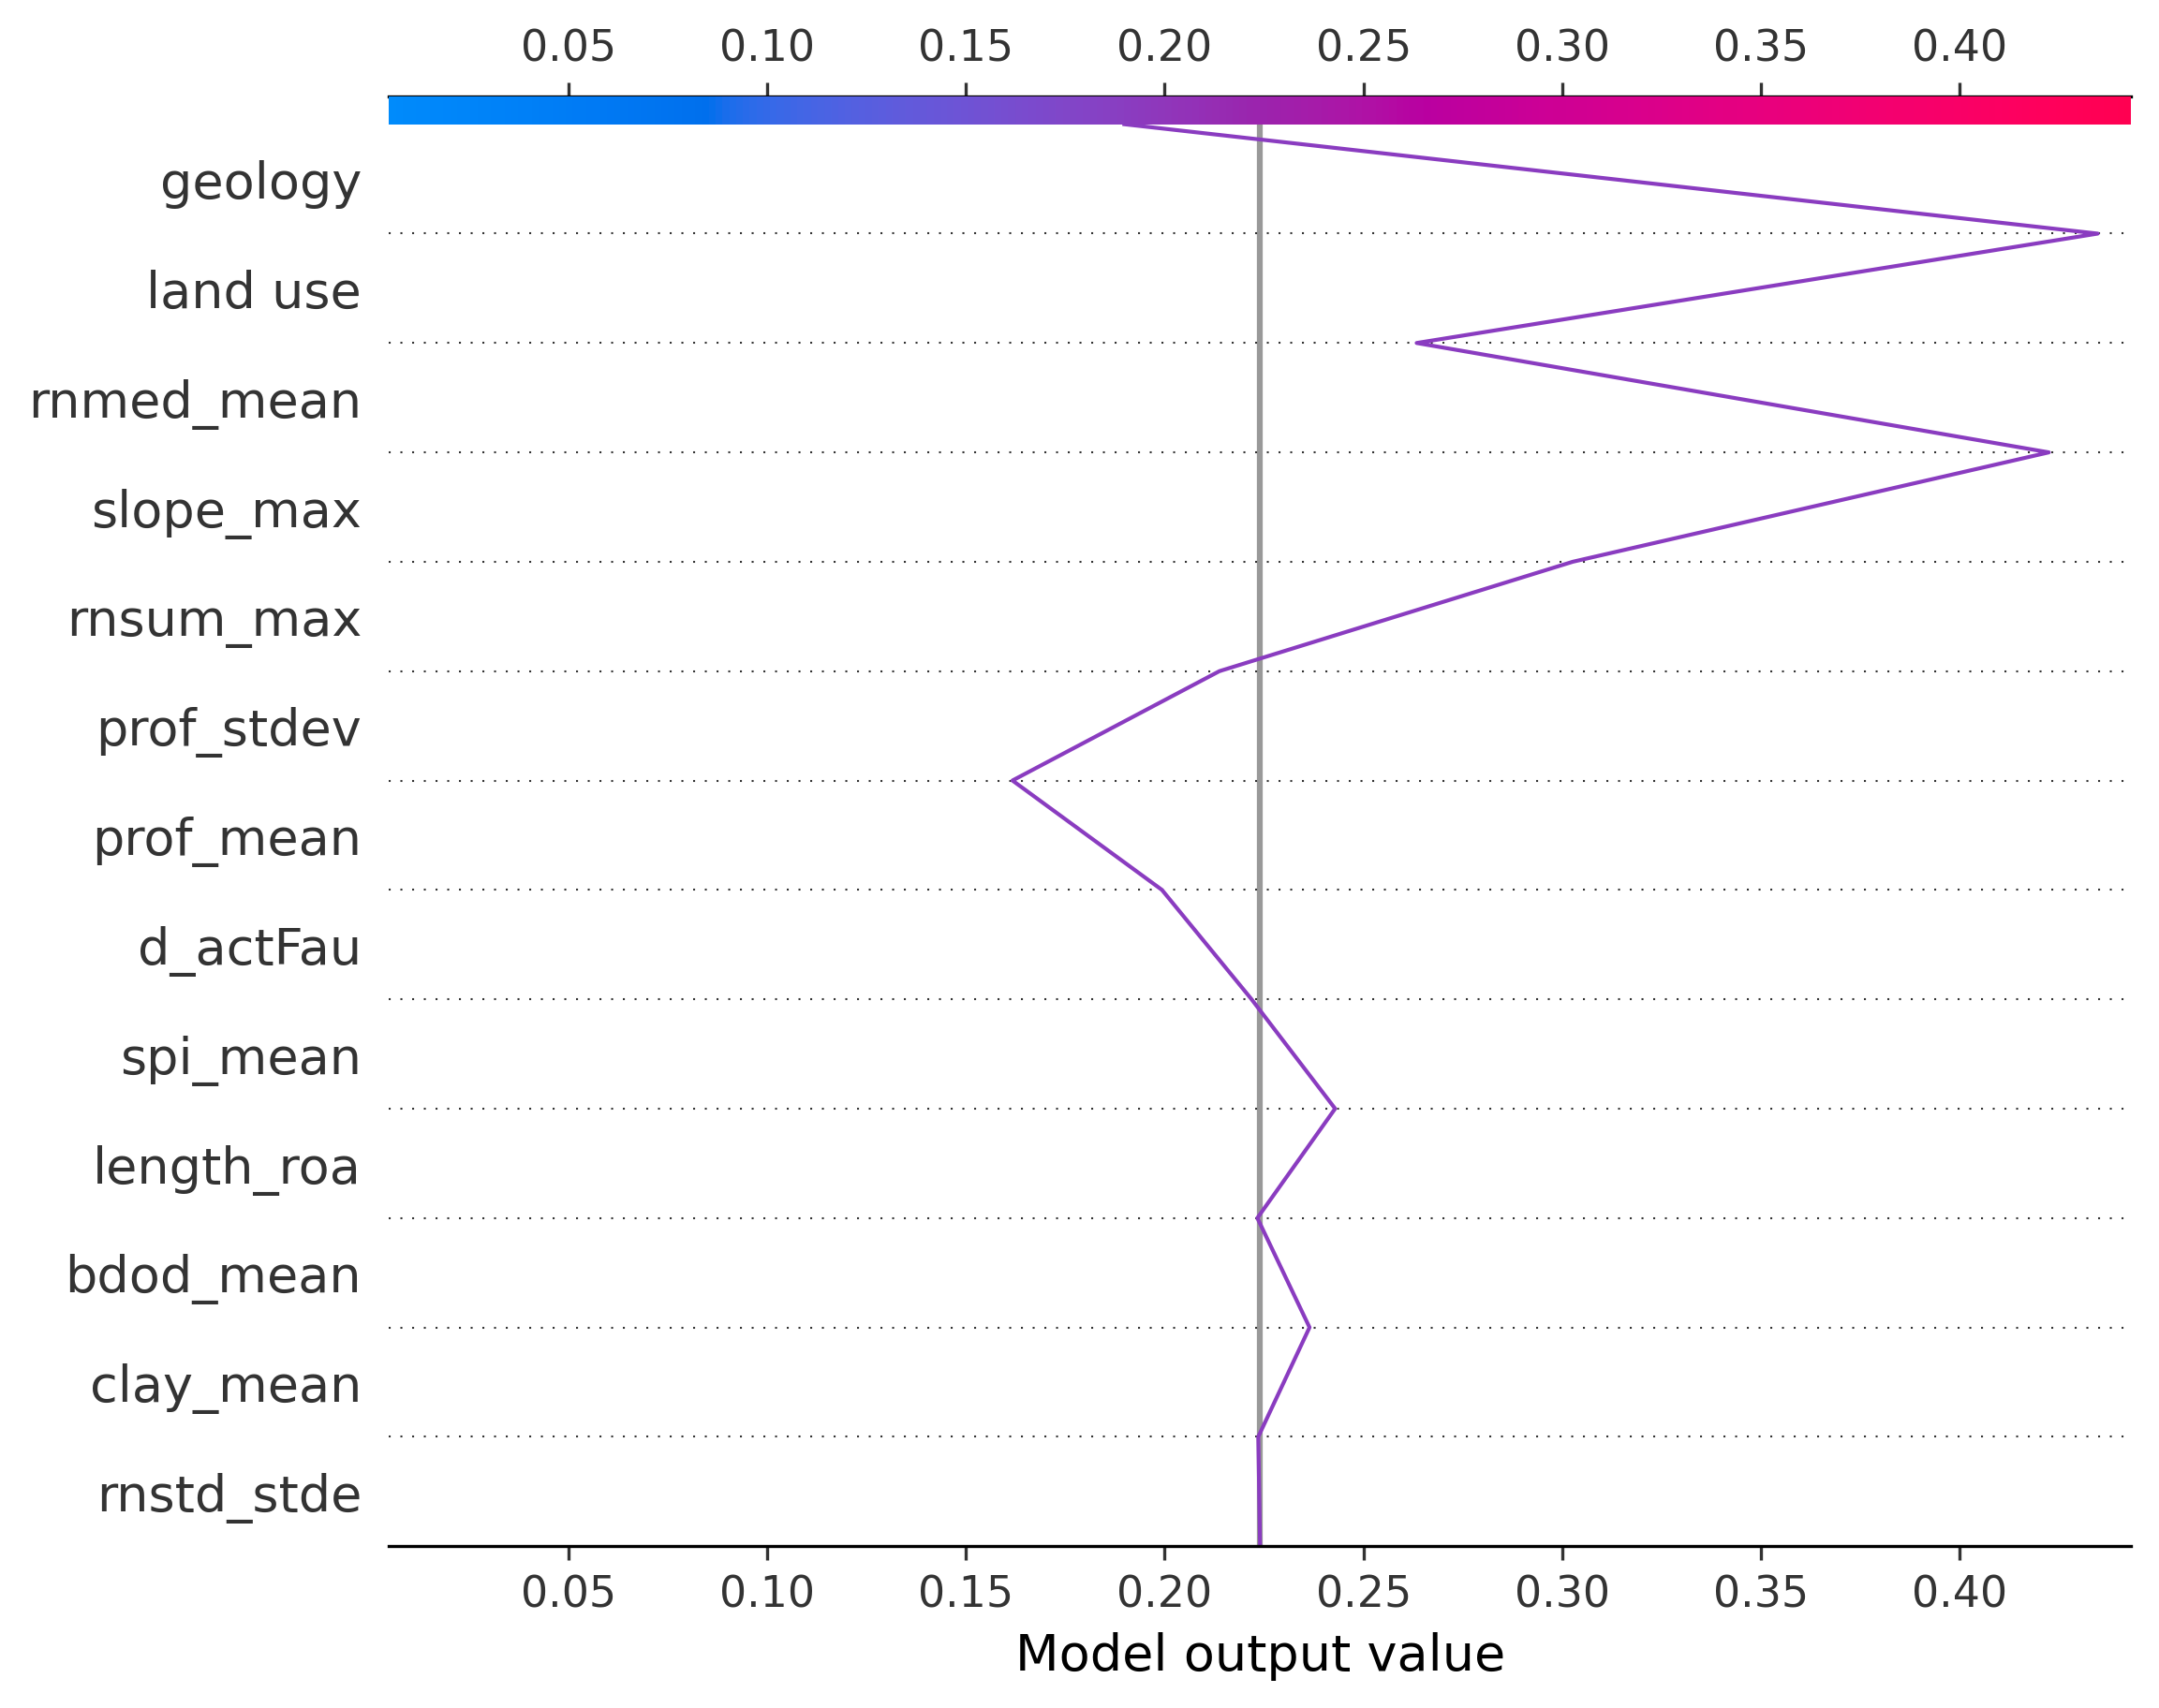 0.05 0.10 0.15 0.20 0.25 0.30 0.35 0.40
geology
land use
rnmed_mean
slope_max
rnsum_max
prof_stdev
prof_mean
d_actFau
spi_mean
length_roa
bdod_mean
clay_mean
rnstd_stde
0.05 0.10 0.15 0.20 0.25 0.30 0.35 0.40
Model output value